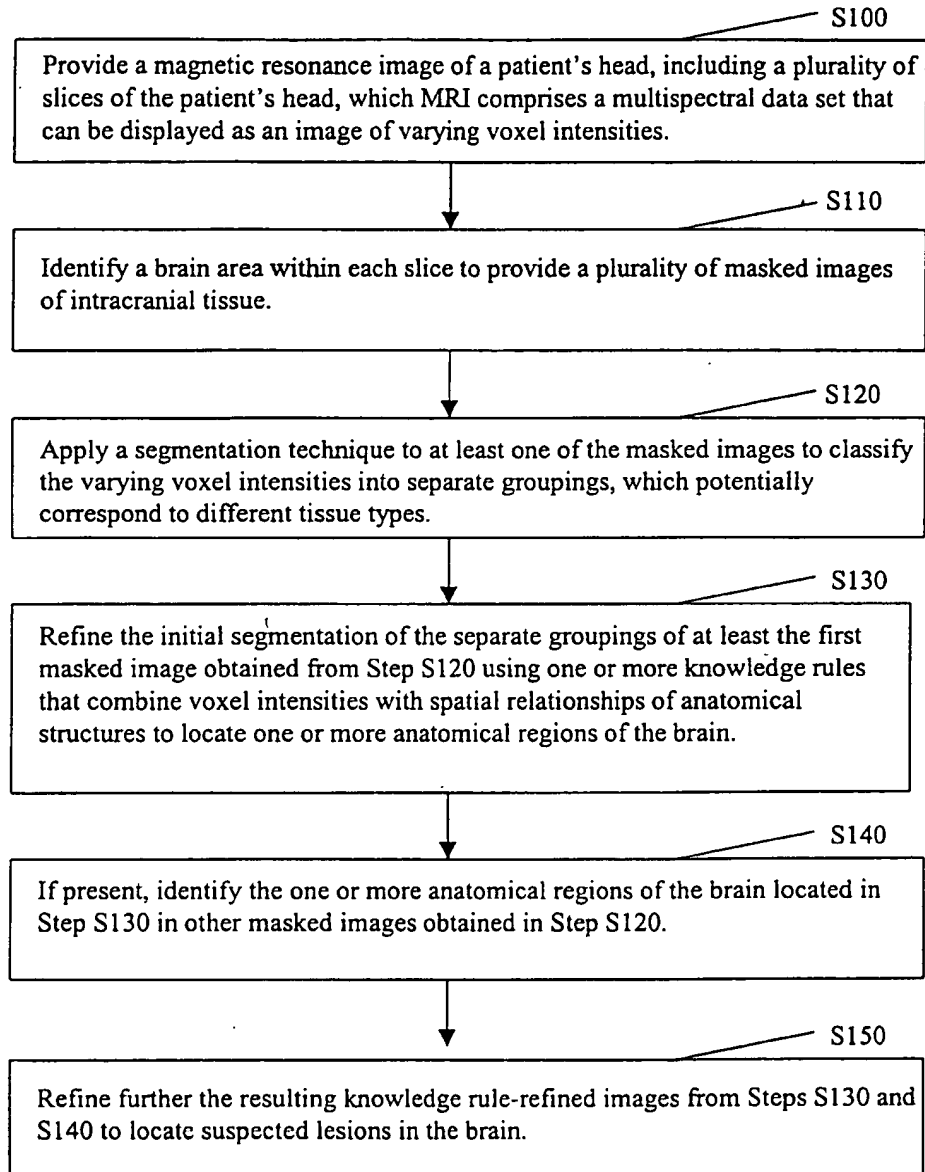 S100
Provide a magnetic resonance image of a patient's head, including a plurality of
slices of the patient's head, which MRI comprises a multispectral data set that
can be displayed as an image of varying voxel intensities.
S110
Identify a brain area within each slice to provide a plurality of masked images
of intracranial tissue.
S120
Apply a segmentation technique to at least one of the masked images to classify
the varying voxel intensities into separate groupings, which potentially
correspond to different tissue types.
S130
Refine the initial segmentation of the separate groupings of at least the first
masked image obtained from Step S120 using one or more knowledge rules
that combine voxel intensities with spatial relationships of anatomical
structures to locate one or more anatomical regions of the brain.
S140
If present, identify the one or more anatomical regions of the brain located in
Step S130 in other masked images obtained in Step S120.
S150
Refine further the resulting knowledge rule-refined images from Steps S130 and
S140 to locate suspected lesions in the brain.